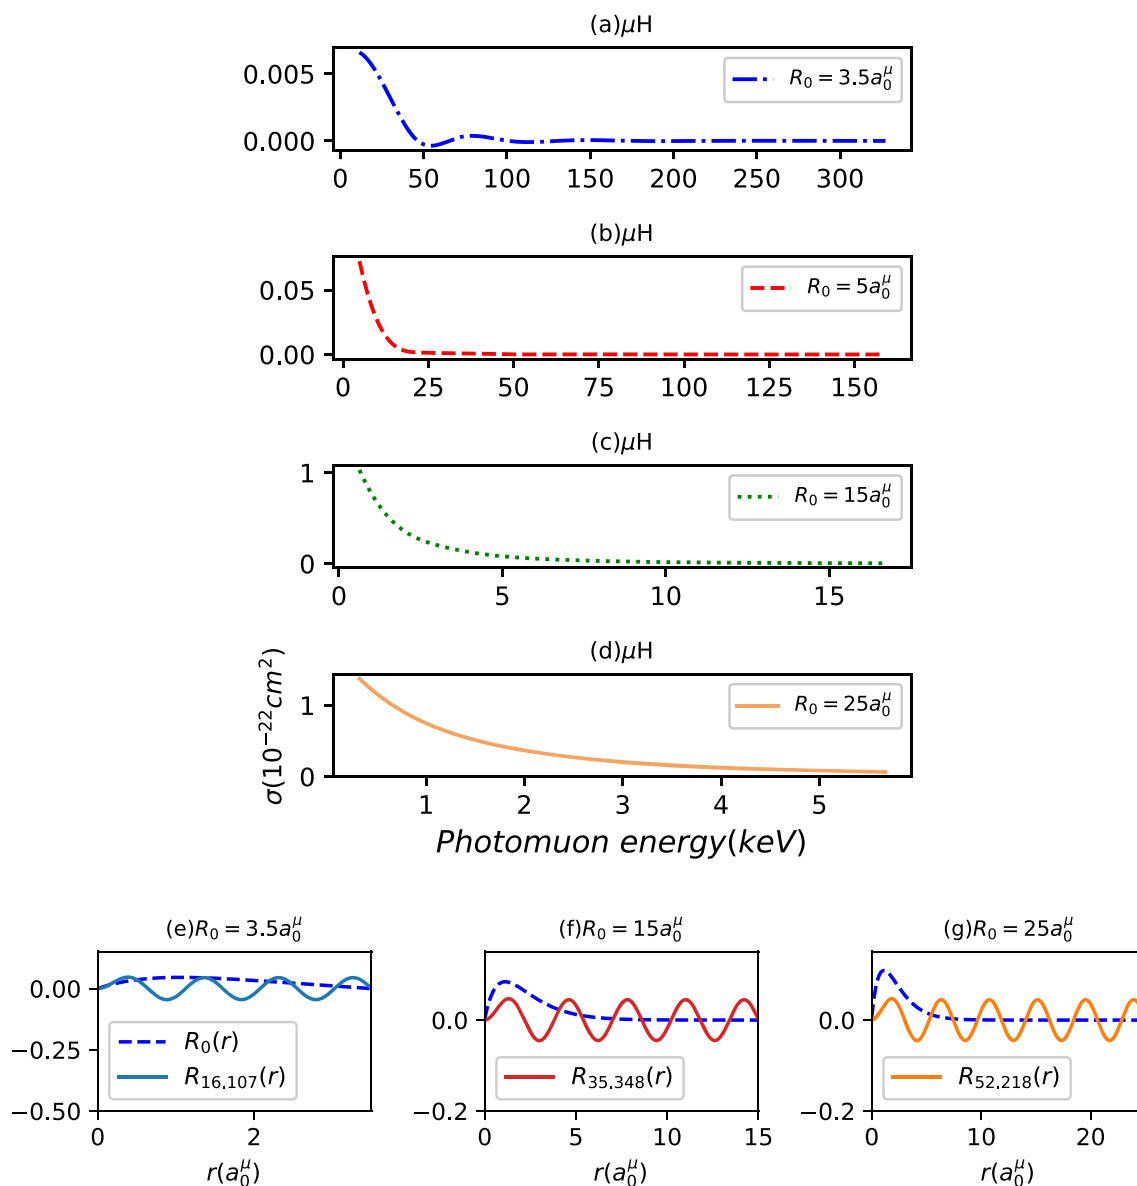 (a)μH
0.005
0.000
R₀ = 3.5a₀^μ
0 50 100 150 200 250 300
(b)μH
0.05
0.00
R₀ = 5a₀^μ
0 25 50 75 100 125 150
(c)μH
1
0
R₀ = 15a₀^μ
0 5 10 15
(d)μH
σ(10⁻²²cm²)
1
0
R₀ = 25a₀^μ
1 2 3 4 5
Photomuon energy(keV)
(e)R₀ = 3.5a₀^μ
0.00
−0.25
−0.50
R₀(r)
R₁₆.₁₀₇(r)
0 2
r(a₀^μ)
(f)R₀ = 15a₀^μ
0.0
−0.2
R₃₅.₃₄₈(r)
0 5 10 15
r(a₀^μ)
(g)R₀ = 25a₀^μ
0.0
−0.2
R₅₂.₂₁₈(r)
0 10 20
r(a₀^μ)